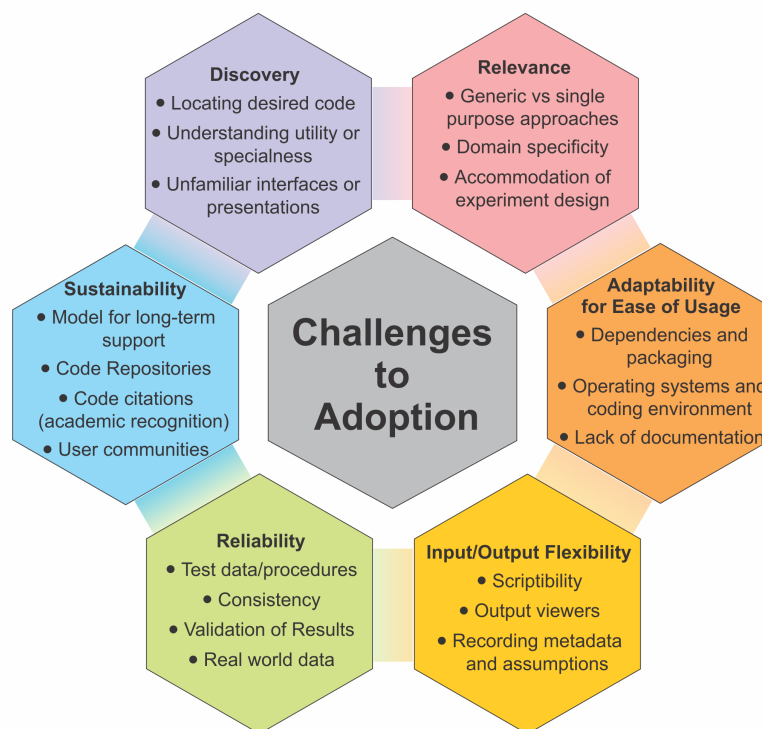 Discovery
• Locating desired code
• Understanding utility or
specialness
• Unfamiliar interfaces or
presentations
Relevance
• Generic vs single
purpose approaches
• Domain specificity
• Accommodation of
experiment design
Sustainability
• Model for long-term
support
• Code Repositories
• Code citations
(academic recognition)
• User communities
Challenges
to
Adoption
Adaptability
for Ease of Usage
• Dependencies and
packaging
• Operating systems and
coding environment
• Lack of documentation
Reliability
• Test data/procedures
• Consistency
• Validation of Results
• Real world data
Input/Output Flexibility
• Scriptibility
• Output viewers
• Recording metadata
and assumptions